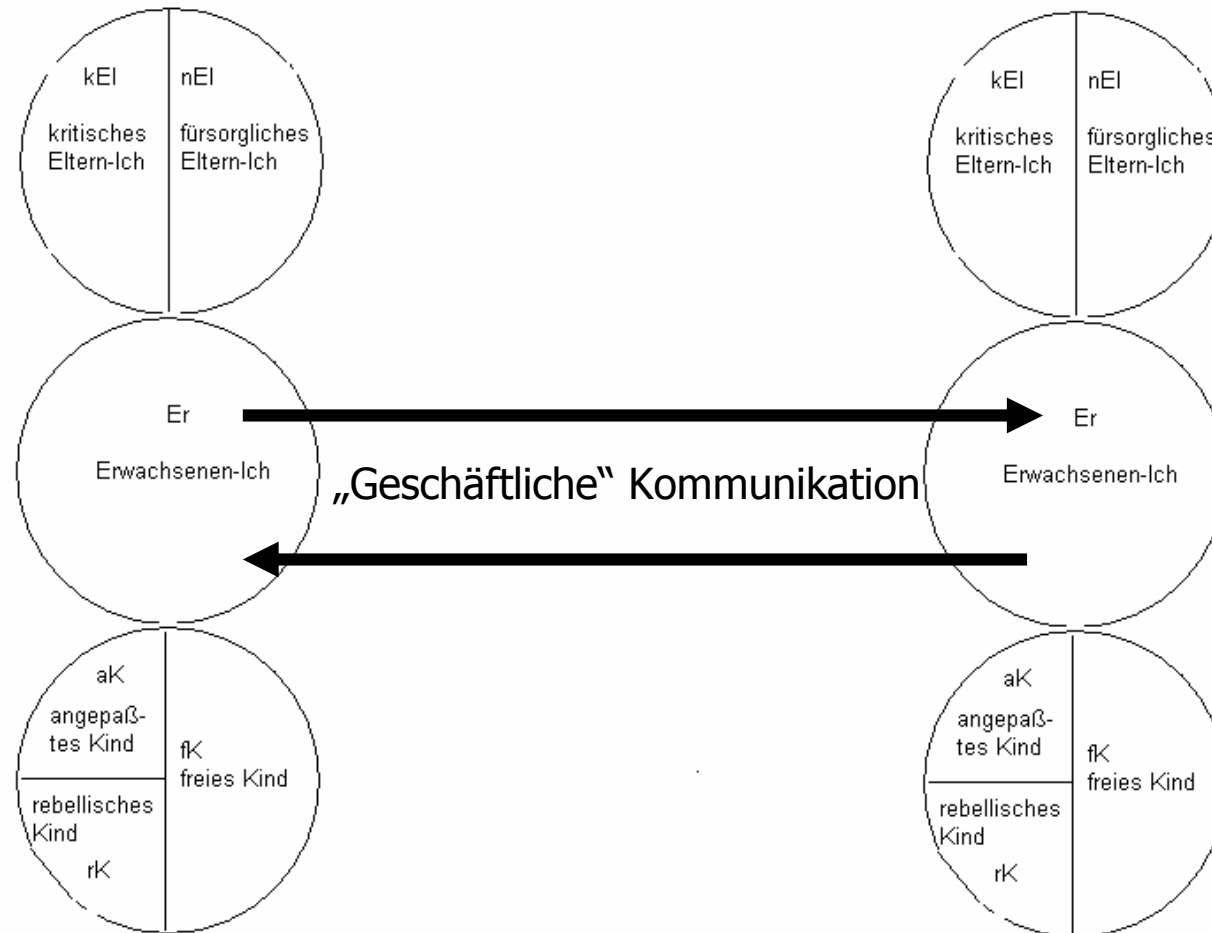 kEl
nEl
kritisches
Eltern-Ich
fürsorgliches
Eltern-Ich
kEl
nEl
kritisches
Eltern-Ich
fürsorgliches
Eltern-Ich
Er
Erwachsenen-Ich
„Geschäftliche“ Kommunikation
Er
Erwachsenen-Ich
aK
angepaß-
tes Kind
fK
freies Kind
rebellisches
Kind
rK
aK
angepaß-
tes Kind
fK
freies Kind
rebellisches
Kind
rK